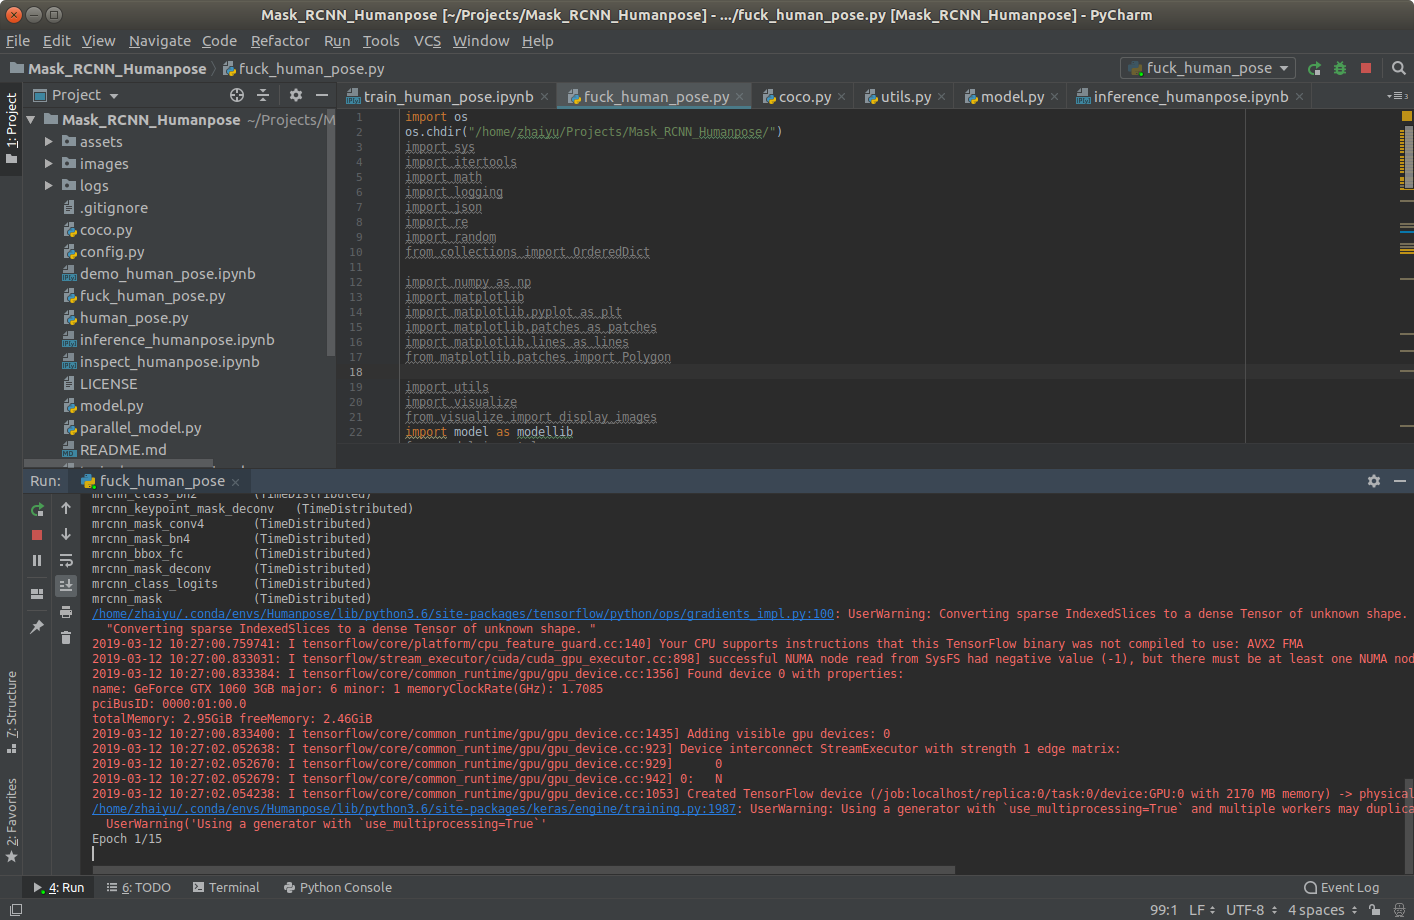 Mask_RCNN_Humanpose [~/Projects/Mask_RCNN_Humanpose] - .../fuck_human_pose.py [Mask_RCNN_Humanpose] - PyCharm
File Edit View Navigate Code Refactor Run Tools VCS Window Help
Mask_RCNN_Humanpose fuck_human_pose.py fuck_human_pose
1: Project
Project
train_human_pose.ipynb fuck_human_pose.py coco.py utils.py model.py inference_humanpose.ipynb
Mask_RCNN_Humanpose ~/Projects/M
assets
images
logs
.gitignore
coco.py
config.py
demo_human_pose.ipynb
fuck_human_pose.py
human_pose.py
inference_humanpose.ipynb
inspect_humanpose.ipynb
LICENSE
model.py
parallel_model.py
README.md
1 import os
2 os.chdir("/home/zhaiyu/Projects/Mask_RCNN_Humanpose/")
3 import sys
4 import itertools
5 import math
6 import logging
7 import json
8 import re
9 import random
10 from collections import OrderedDict
11
12 import numpy as np
13 import matplotlib
14 import matplotlib.pyplot as plt
15 import matplotlib.patches as patches
16 import matplotlib.lines as lines
17 from matplotlib.patches import Polygon
18
19 import utils
20 import visualize
21 from visualize import display_images
22 import model as modellib
Run: fuck_human_pose
mrcnn_class_bn2 (TimeDistributed)
mrcnn_keypoint_mask_deconv (TimeDistributed)
mrcnn_mask_conv4 (TimeDistributed)
mrcnn_mask_bn4 (TimeDistributed)
mrcnn_bbox_fc (TimeDistributed)
mrcnn_mask_deconv (TimeDistributed)
mrcnn_class_logits (TimeDistributed)
mrcnn_mask (TimeDistributed)
/home/zhaiyu/.conda/envs/Humanpose/lib/python3.6/site-packages/tensorflow/python/ops/gradients_impl.py:100: UserWarning: Converting sparse IndexedSlices to a dense Tensor of unknown shape.
"Converting sparse IndexedSlices to a dense Tensor of unknown shape. "
2019-03-12 10:27:00.759741: I tensorflow/core/platform/cpu_feature_guard.cc:140] Your CPU supports instructions that this TensorFlow binary was not compiled to use: AVX2 FMA
2019-03-12 10:27:00.833031: I tensorflow/stream_executor/cuda/cuda_gpu_executor.cc:898] successful NUMA node read from SysFS had negative value (-1), but there must be at least one NUMA nod
2019-03-12 10:27:00.833384: I tensorflow/core/common_runtime/gpu/gpu_device.cc:1356] Found device 0 with properties:
name: GeForce GTX 1060 3GB major: 6 minor: 1 memoryClockRate(GHz): 1.7085
pciBusID: 0000:01:00.0
totalMemory: 2.95GiB freeMemory: 2.46GiB
2019-03-12 10:27:00.833400: I tensorflow/core/common_runtime/gpu/gpu_device.cc:1435] Adding visible gpu devices: 0
2019-03-12 10:27:02.052638: I tensorflow/core/common_runtime/gpu/gpu_device.cc:923] Device interconnect StreamExecutor with strength 1 edge matrix:
2019-03-12 10:27:02.052670: I tensorflow/core/common_runtime/gpu/gpu_device.cc:929] 0
2019-03-12 10:27:02.052679: I tensorflow/core/common_runtime/gpu/gpu_device.cc:942] 0: N
2019-03-12 10:27:02.054238: I tensorflow/core/common_runtime/gpu/gpu_device.cc:1053] Created TensorFlow device (/job:localhost/replica:0/task:0/device:GPU:0 with 2170 MB memory) -> physical
/home/zhaiyu/.conda/envs/Humanpose/lib/python3.6/site-packages/keras/engine/training.py:1987: UserWarning: Using a generator with `use_multiprocessing=True` and multiple workers may duplica
UserWarning('Using a generator with `use_multiprocessing=True`'
Epoch 1/15
7: Structure
2: Favorites
4: Run 6: TODO Terminal Python Console Event Log
99:1 LF UTF-8 4 spaces